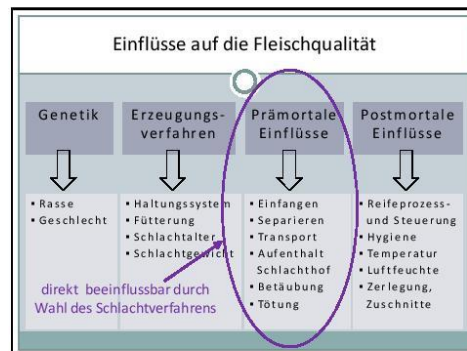 Einflüsse auf die Fleischqualität
Genetik
▪ Rasse
▪ Geschlecht
Erzeugungs-
verfahren
▪ Haltungssystem
▪ Fütterung
▪ Schlachtalter
▪ Schlachtgewicht
Prämortale
Einflüsse
▪ Einfangen
▪ Separieren
▪ Transport
▪ Aufenthalt
Schlachthof
▪ Betäubung
▪ Tötung
Postmortale
Einflüsse
▪ Reifeprozess-
und Steuerung
▪ Hygiene
▪ Temperatur
▪ Luftfeuchte
▪ Zerlegung,
Zuschnitte
direkt beeinflussbar durch
Wahl des Schlachtverfahrens